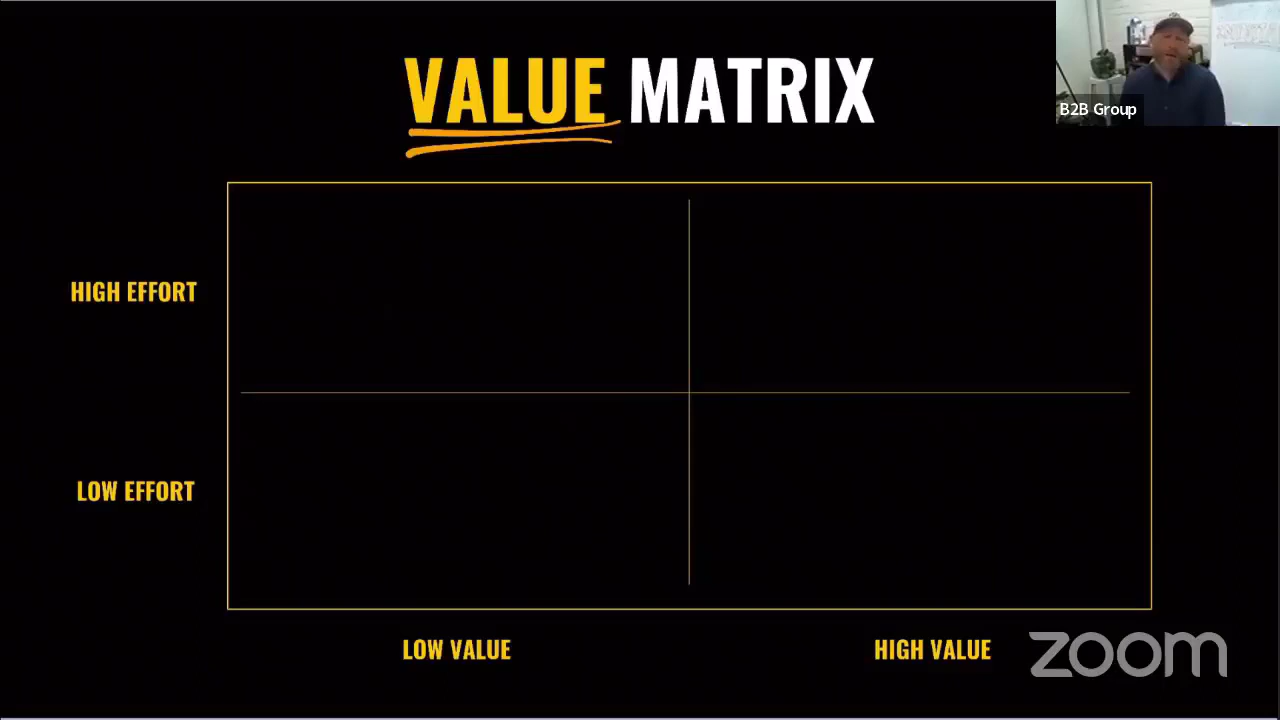 VALUE MATRIX
B2B Group
HIGH EFFORT
LOW EFFORT
LOW VALUE
HIGH VALUE
zoom